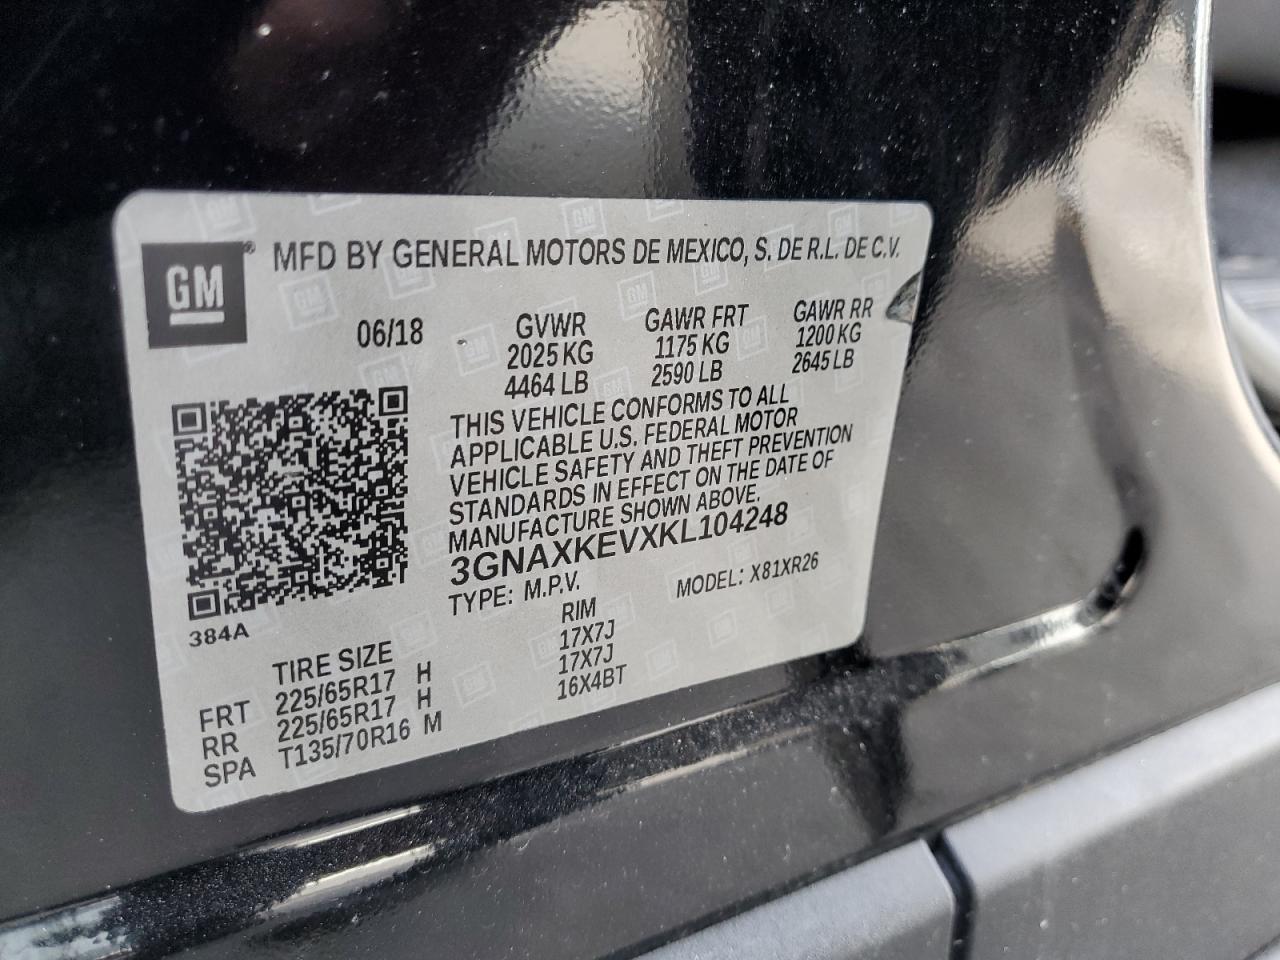 GM® MFD BY GENERAL MOTORS DE MEXICO, S. DE R.L. DE C.V.
06/18 GVWR GAWR FRT GAWR RR
2025 KG 1175 KG 1200 KG
4464 LB 2590 LB 2645 LB
THIS VEHICLE CONFORMS TO ALL
APPLICABLE U.S. FEDERAL MOTOR
VEHICLE SAFETY AND THEFT PREVENTION
STANDARDS IN EFFECT ON THE DATE OF
MANUFACTURE SHOWN ABOVE.
3GNAXKEVXKL104248
TYPE: M.P.V. MODEL: X81XR26
384A
TIRE SIZE RIM
FRT 225/65R17 H 17X7J
RR 225/65R17 H 17X7J
SPA T135/70R16 M 16X4BT